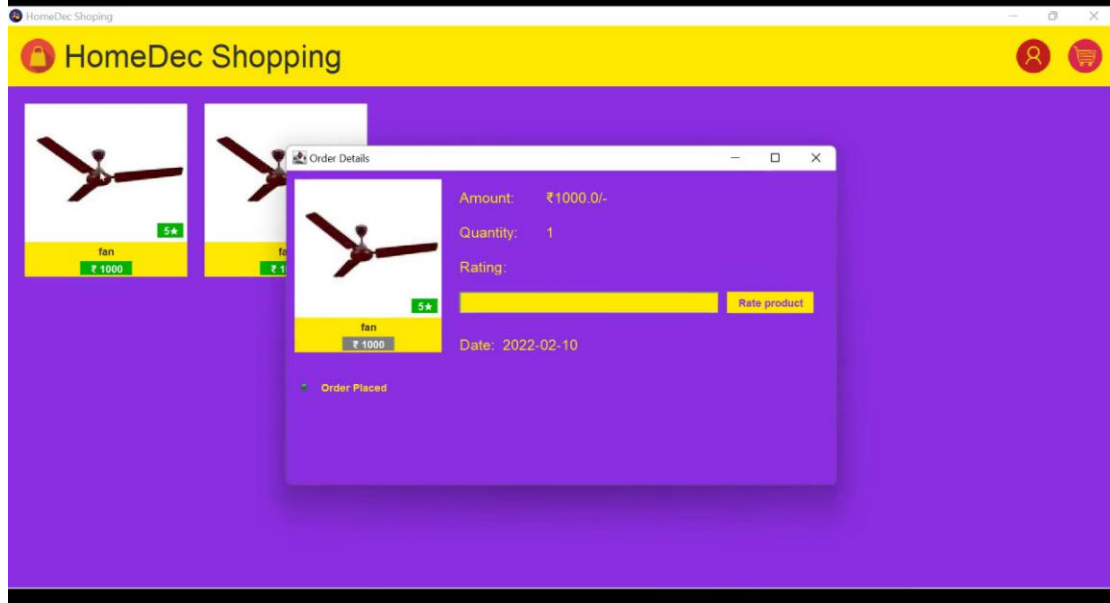 HomeDec Shoping
HomeDec Shopping
5★
fan
₹ 1000
Order Details
5★
fan
₹ 1000
Amount: ₹1000.0/-
Quantity: 1
Rating:
Rate product
Date: 2022-02-10
Order Placed